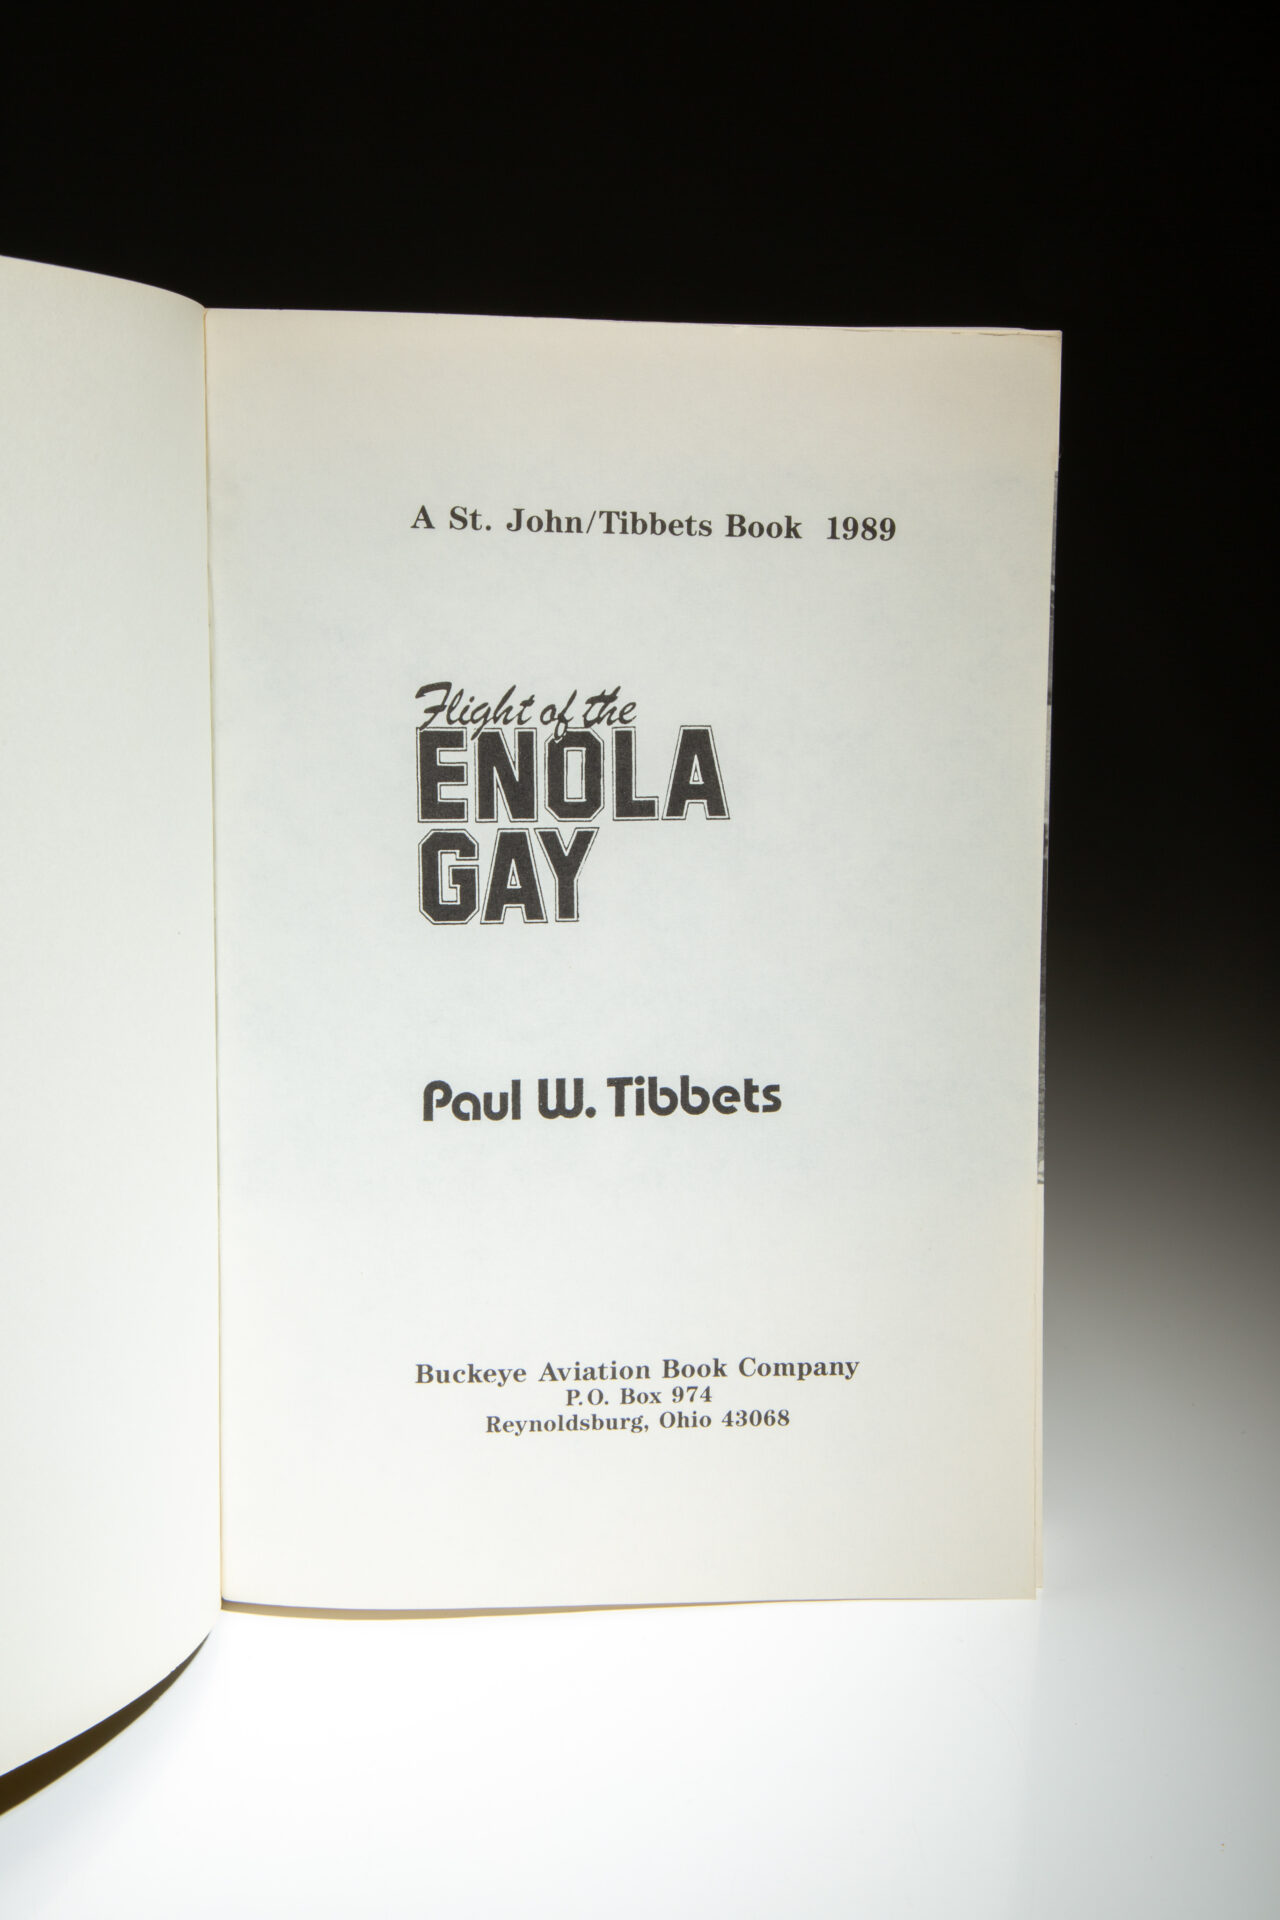 A St. John/Tibbets Book 1989
Flight of the
ENOLA
GAY
Paul W. Tibbets
Buckeye Aviation Book Company
P.O. Box 974
Reynoldsburg, Ohio 43068